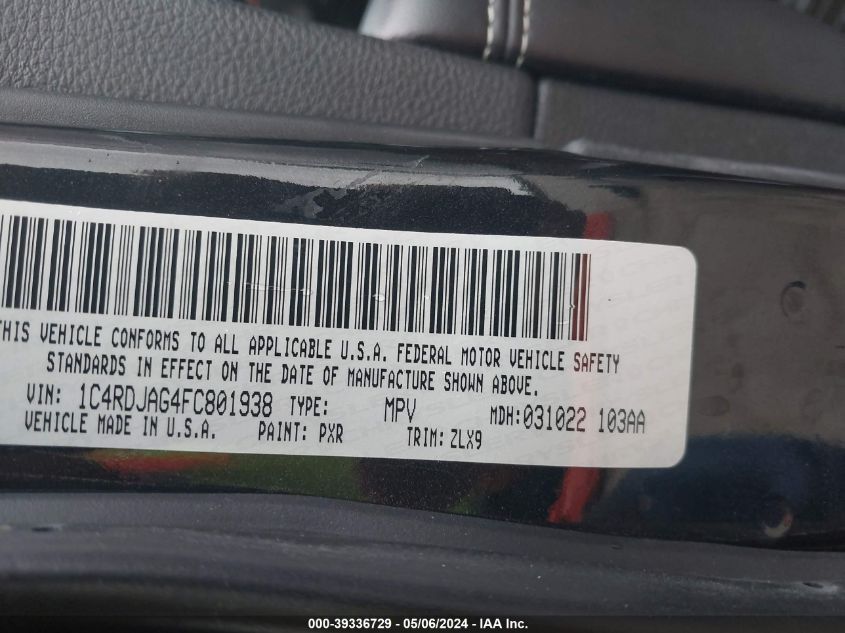 THIS VEHICLE CONFORMS TO ALL APPLICABLE U.S.A. FEDERAL MOTOR VEHICLE SAFETY
STANDARDS IN EFFECT ON THE DATE OF MANUFACTURE SHOWN ABOVE.
VIN: 1C4RDJAG4FC801938 TYPE: MPV MDH:031022 103AA
VEHICLE MADE IN U.S.A. PAINT: PXR TRIM: ZLX9
000-39336729 - 05/06/2024 - IAA Inc.